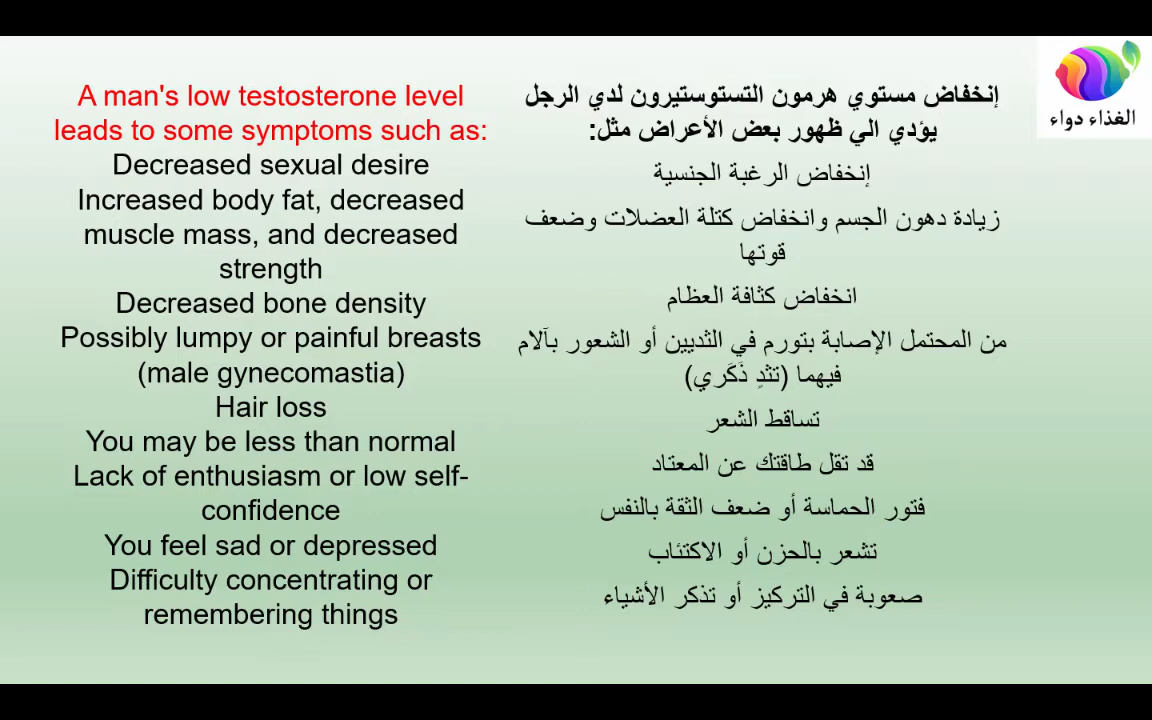 A man's low testosterone level
leads to some symptoms such as:
Decreased sexual desire
Increased body fat, decreased
muscle mass, and decreased
strength
Decreased bone density
Possibly lumpy or painful breasts
(male gynecomastia)
Hair loss
You may be less than normal
Lack of enthusiasm or low self-
confidence
You feel sad or depressed
Difficulty concentrating or
remembering things
إنخفاض مستوي هرمون التستوستيرون لدي الرجل
يؤدي الي ظهور بعض الأعراض مثل:
إنخفاض الرغبة الجنسية
زيادة دهون الجسم وانخفاض كتلة العضلات وضعف
قوتها
انخفاض كثافة العظام
من المحتمل الإصابة بتورم في الثديين أو الشعور بآلام
فيهما (تثدٍ ذَكَري)
تساقط الشعر
قد تقل طاقتك عن المعتاد
فتور الحماسة أو ضعف الثقة بالنفس
تشعر بالحزن أو الاكتئاب
صعوبة في التركيز أو تذكر الأشياء
الغذاء دواء